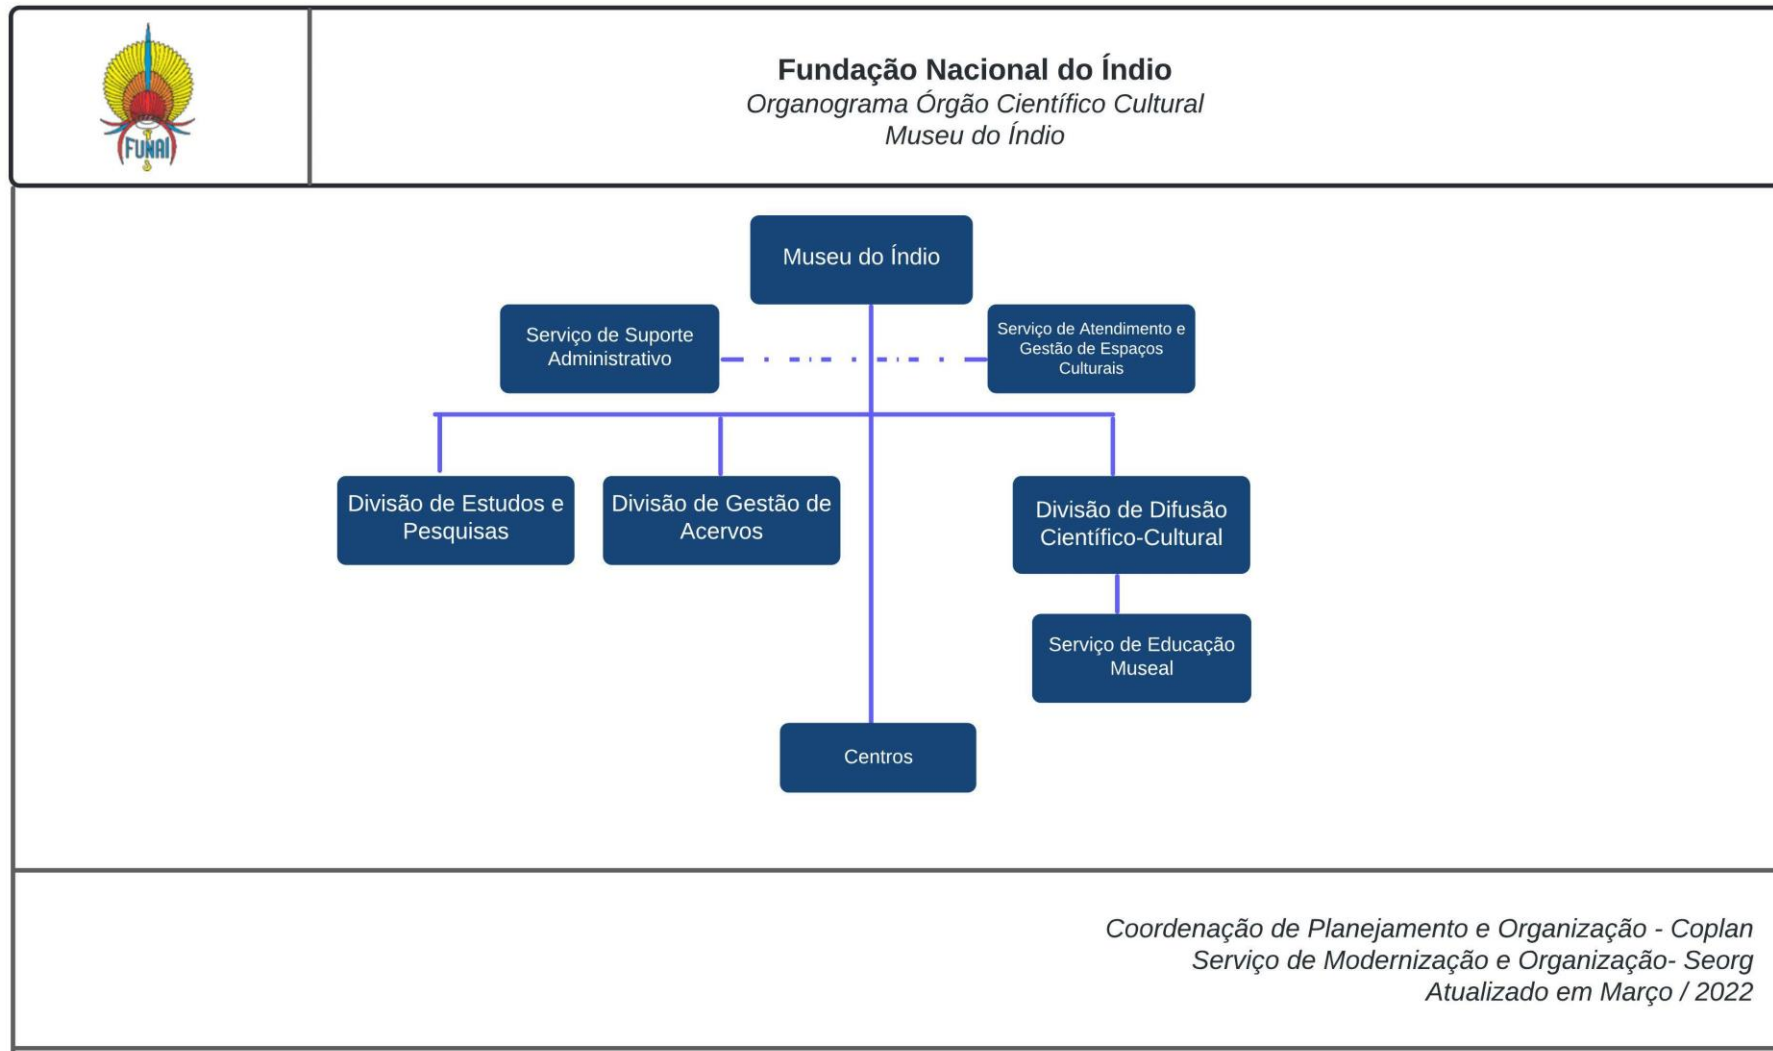 FUNAI
Fundação Nacional do Índio
Organograma Órgão Científico Cultural
Museu do Índio
Museu do Índio
Serviço de Suporte
Administrativo
Serviço de Atendimento e
Gestão de Espaços
Culturais
Divisão de Estudos e
Pesquisas
Divisão de Gestão de
Acervos
Divisão de Difusão
Científico-Cultural
Serviço de Educação
Museal
Centros
Coordenação de Planejamento e Organização - Coplan
Serviço de Modernização e Organização- Seorg
Atualizado em Março / 2022